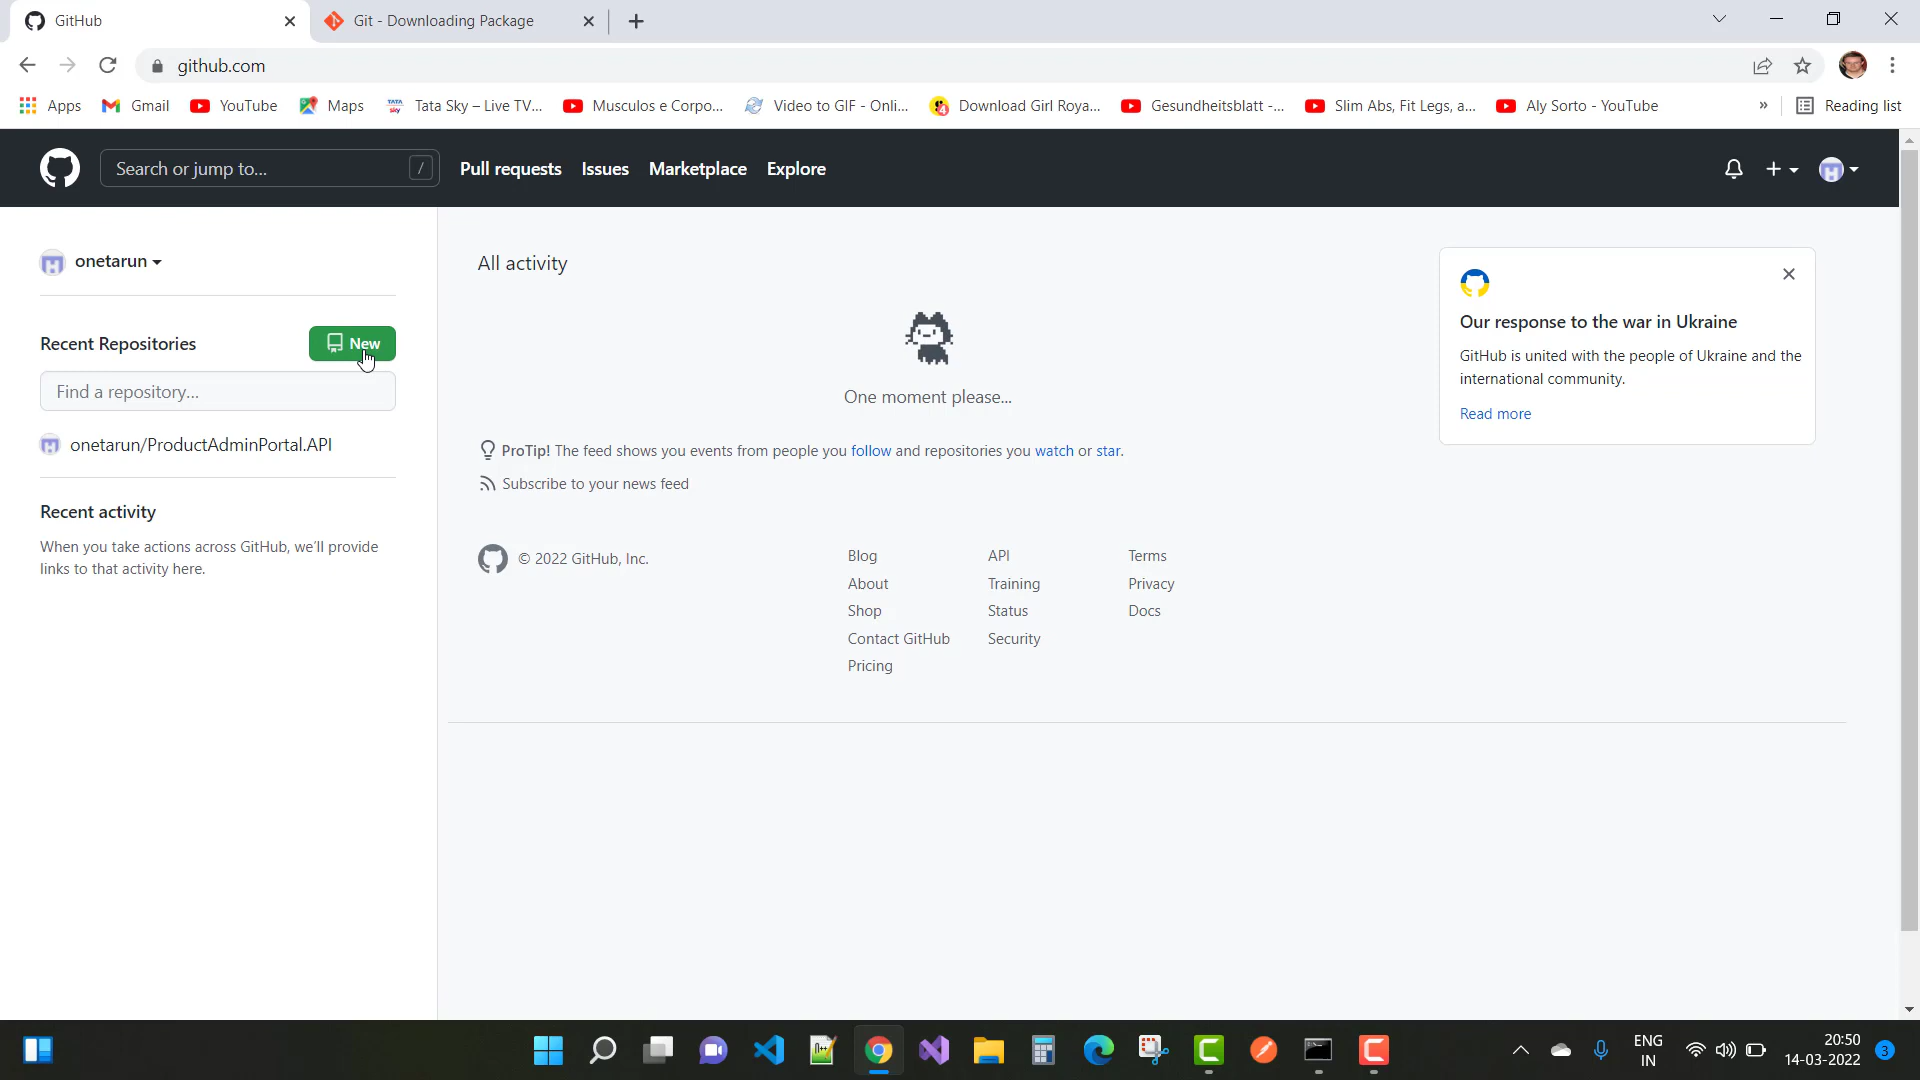 GitHub
Git - Downloading Package
github.com
Apps
Gmail
YouTube
Maps
Tata Sky – Live TV...
Musculos e Corpo...
Video to GIF - Onli...
Download Girl Roya...
Gesundheitsblatt -...
Slim Abs, Fit Legs, a...
Aly Sorto - YouTube
»
Reading list
Search or jump to...
/
Pull requests
Issues
Marketplace
Explore
onetarun
Recent Repositories
New
Find a repository...
onetarun/ProductAdminPortal.API
Recent activity
When you take actions across GitHub, we'll provide
links to that activity here.
All activity
One moment please...
ProTip! The feed shows you events from people you follow and repositories you watch or star.
Subscribe to your news feed
© 2022 GitHub, Inc.
Blog
About
Shop
Contact GitHub
Pricing
API
Training
Status
Security
Terms
Privacy
Docs
Our response to the war in Ukraine
GitHub is united with the people of Ukraine and the
international community.
Read more
ENG
IN
20:50
14-03-2022
3